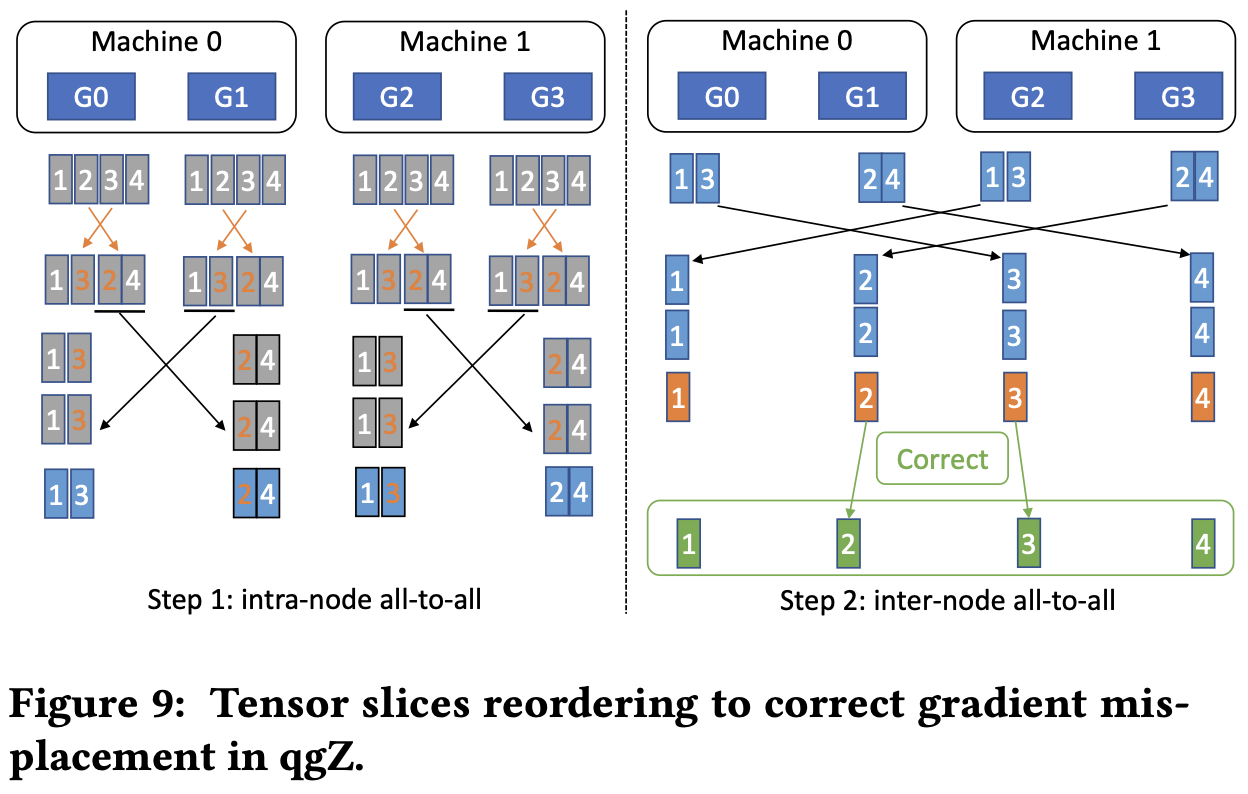 Machine 0
Machine 1
G0 G1
G2 G3
1 2 3 4
1 2 3 4
1 2 3 4
1 2 3 4
1 3 2 4
1 3 2 4
1 3 2 4
1 3 2 4
1 3
2 4
1 3
2 4
1 3
2 4
1 3
2 4
1 3
2 4
1 3
2 4
Step 1: intra-node all-to-all
Machine 0
Machine 1
G0 G1
G2 G3
1 3
2 4
1 3
2 4
1
2
3
4
1
2
3
4
1
2
3
4
Correct
1
2
3
4
Step 2: inter-node all-to-all
Figure 9: Tensor slices reordering to correct gradient mis-
placement in qgZ.